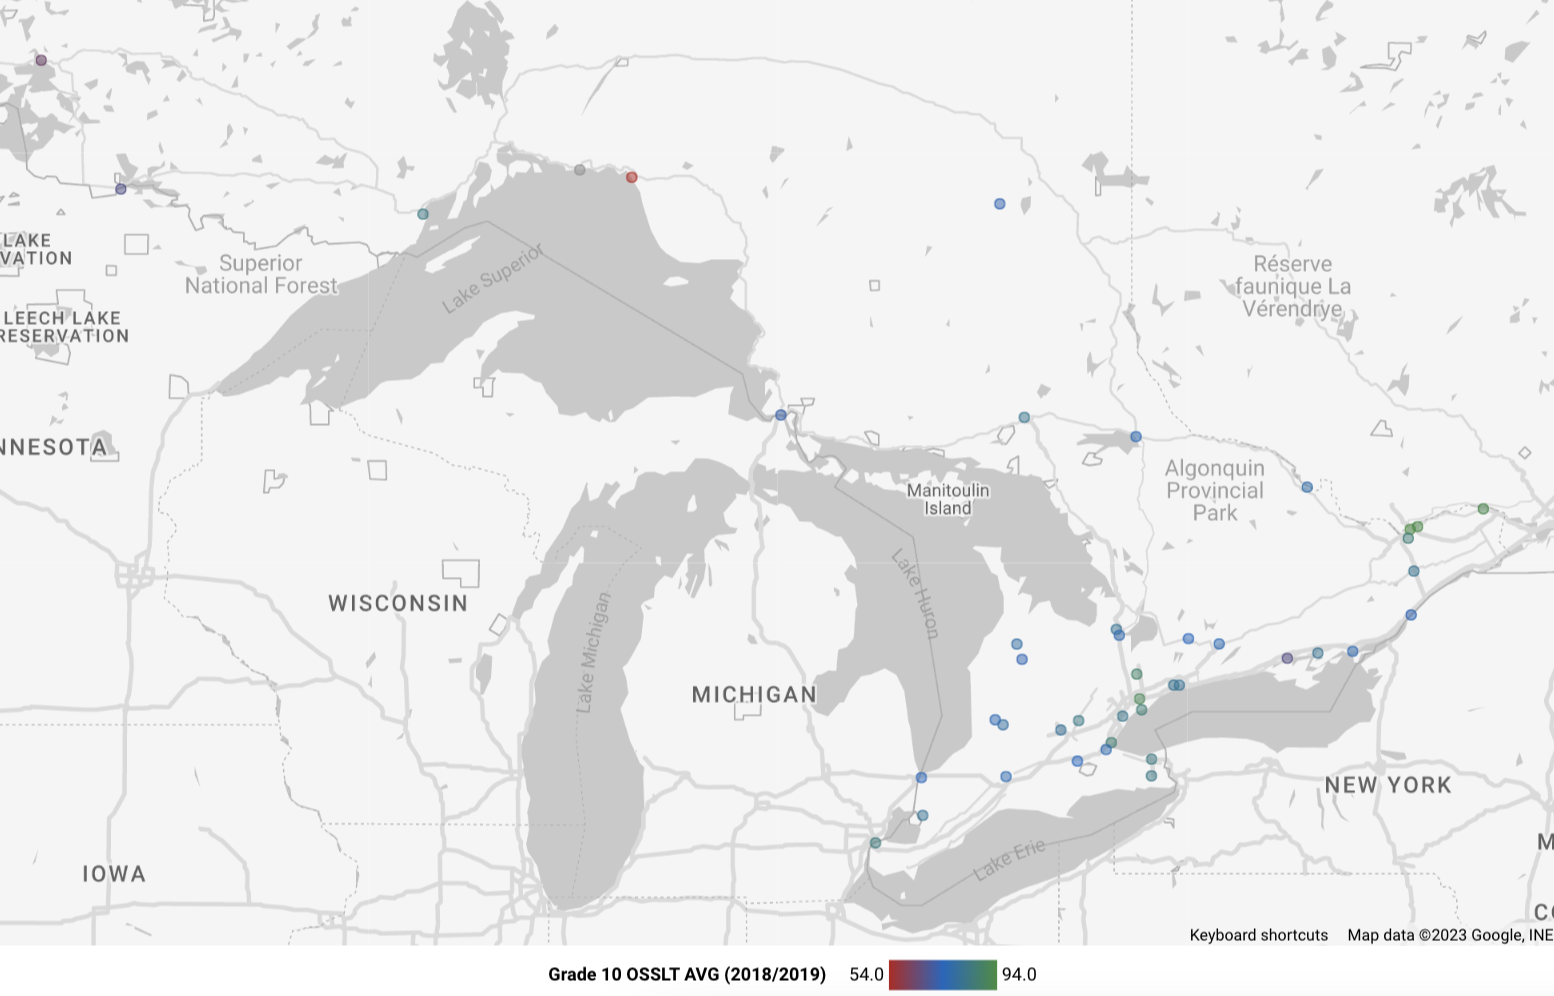 LAKE
VATION
Superior
National Forest
Lake Superior
Réserve
faunique La
Vérendrye
LEECH LAKE
RESERVATION
NNESOTA
Algonquin
Provincial
Park
Manitoulin
Island
WISCONSIN
Lake Michigan
Lake Huron
MICHIGAN
NEW YORK
IOWA
Lake Erie
M
CO
Keyboard shortcuts Map data ©2023 Google, INE
Grade 10 OSSLT AVG (2018/2019) 54.0 94.0